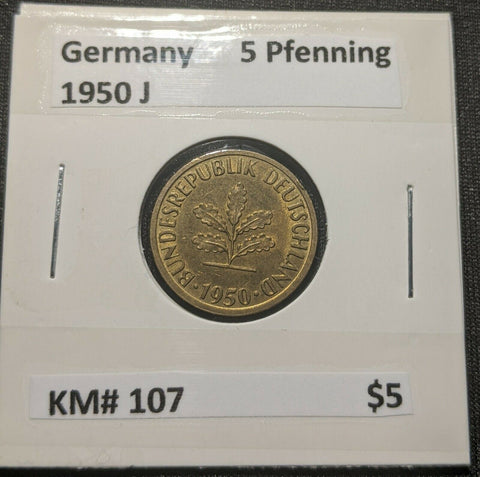 Germany 5 Pfenning
1950 J
BUNDESREPUBLIK DEUTSCHLAND
·1950·
KM# 107 $5